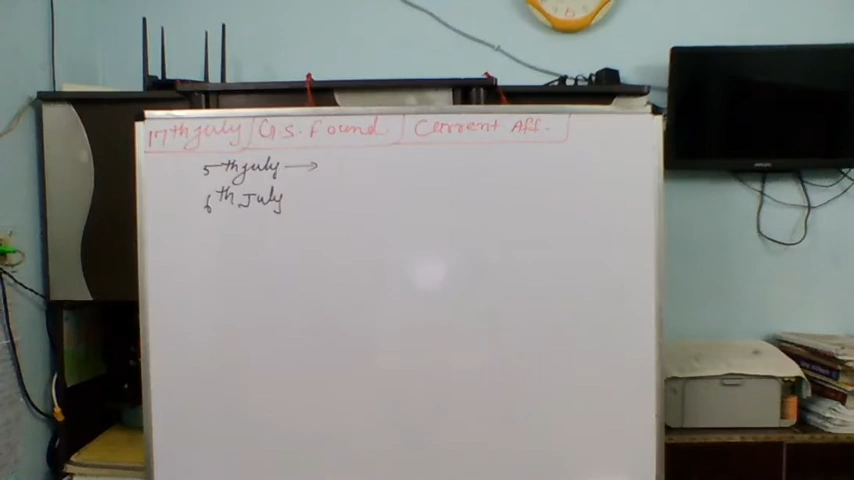 17th july | G.S. Found | Current Aff.
5th july →
6th July